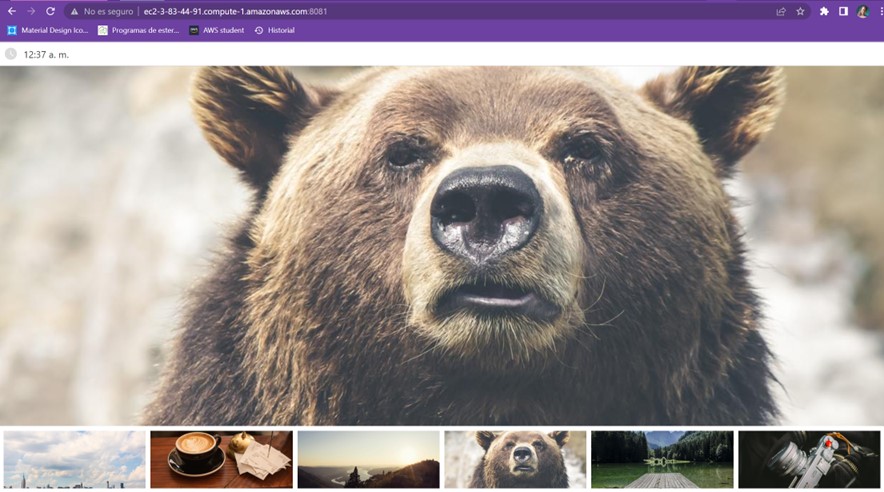 No es seguro | ec2-3-83-44-91.compute-1.amazonaws.com:8081
Material Design Ico... Programas de ester... AWS student Historial
12:37 a. m.